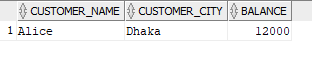 CUSTOMER_NAME CUSTOMER_CITY BALANCE
1 Alice Dhaka 12000